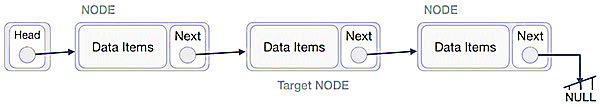 NODE
NODE
Head
Data Items
Next
Data Items
Next
Data Items
Next
Target NODE
NULL